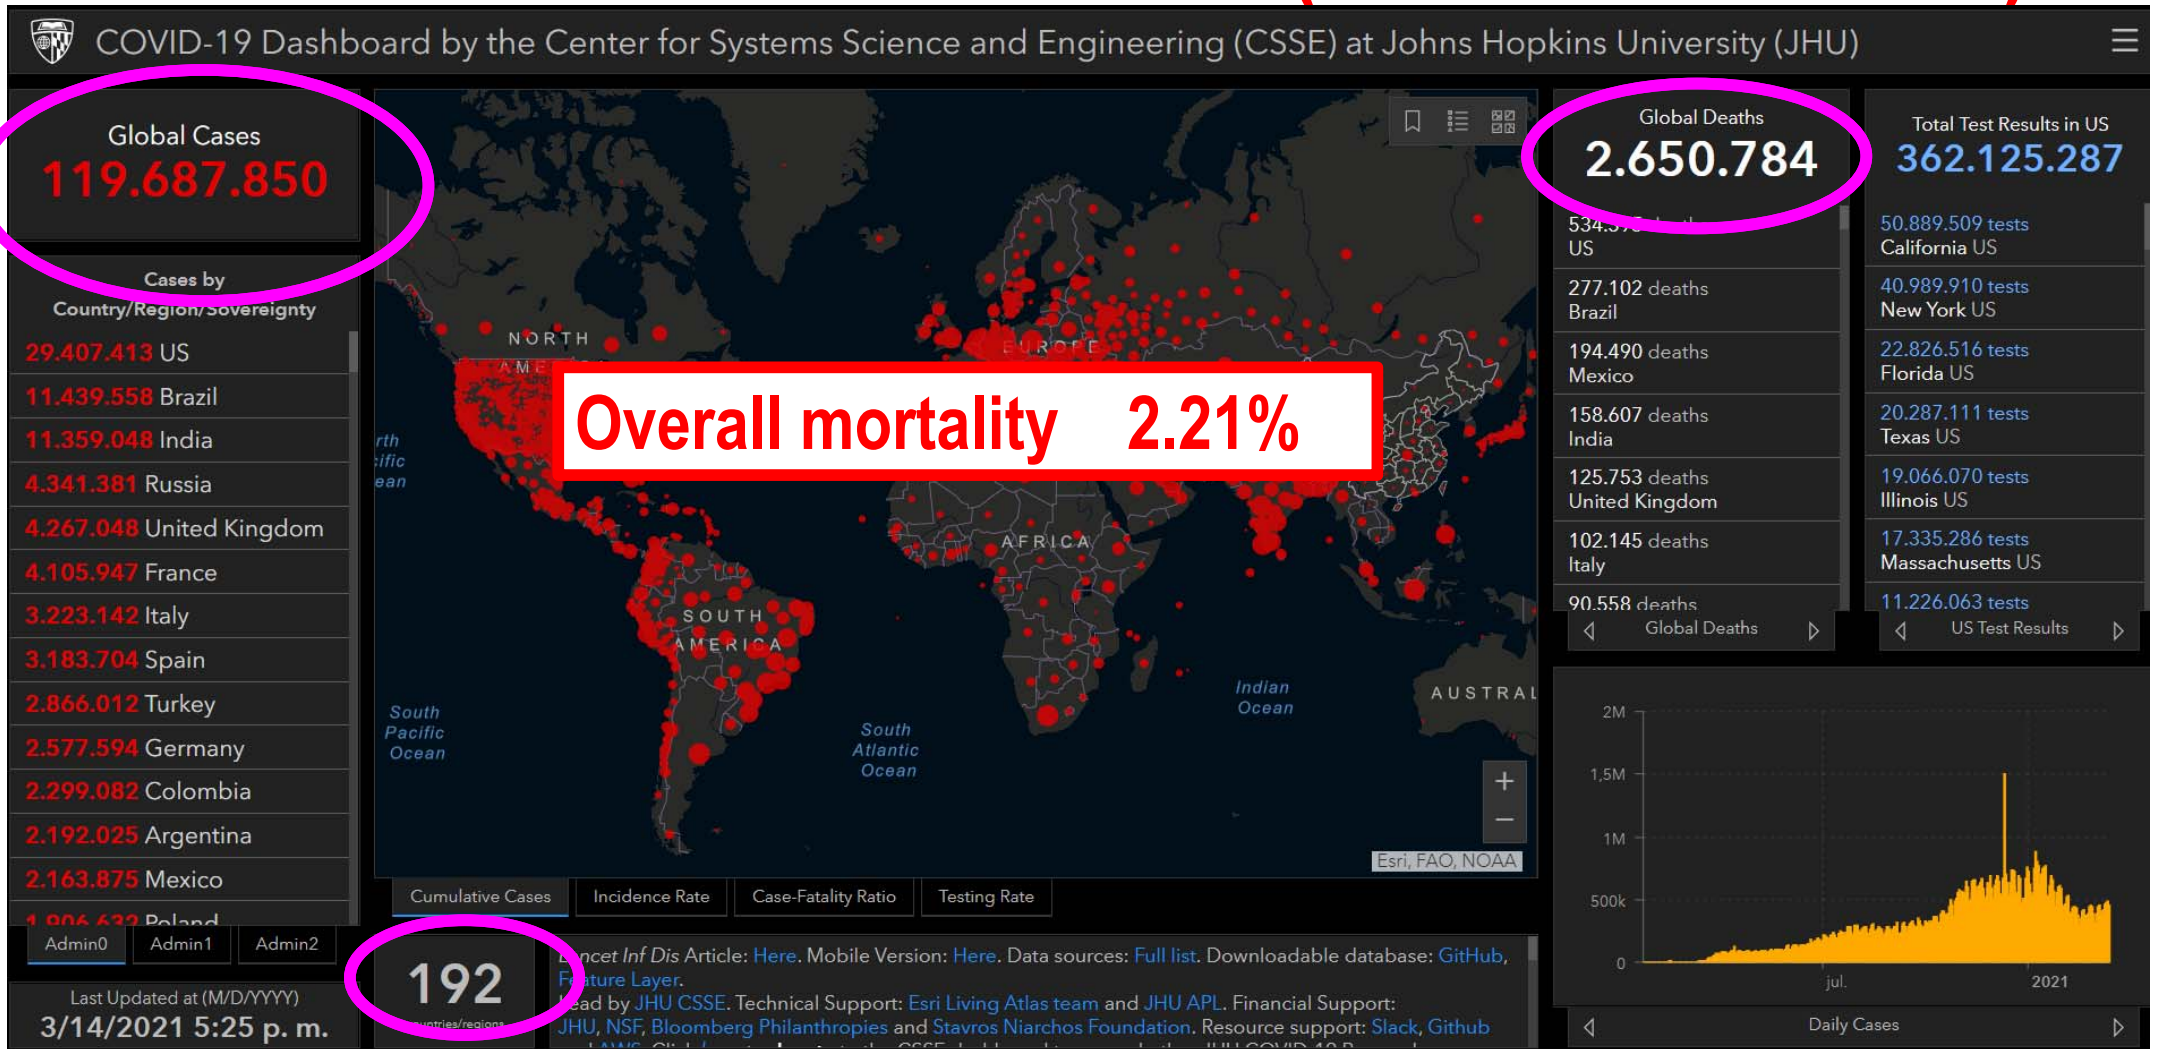 COVID-19 Dashboard by the Center for Systems Science and Engineering (CSSE) at Johns Hopkins University (JHU)
Global Cases
119.687.850
Cases by
Country/Region/Sovereignty
29.407.413 US
11.439.558 Brazil
11.359.048 India
4.341.381 Russia
4.267.048 United Kingdom
4.105.947 France
3.223.142 Italy
3.183.704 Spain
2.866.012 Turkey
2.577.594 Germany
2.299.082 Colombia
2.192.025 Argentina
2.163.875 Mexico
1.906.632 Poland
Admin0 Admin1 Admin2
Last Updated at (M/D/YYYY)
3/14/2021 5:25 p. m.
NORTH
EUROPE
AFRICA
SOUTH
AMERICA
AUSTRAL
South
Pacific
Ocean
South
Atlantic
Ocean
Indian
Ocean
Overall mortality 2.21%
Esri, FAO, NOAA
Cumulative Cases Incidence Rate Case-Fatality Ratio Testing Rate
192
countries/regions
Lancet Inf Dis Article: Here. Mobile Version: Here. Data sources: Full list. Downloadable database: GitHub,
Feature Layer.
Lead by JHU CSSE. Technical Support: Esri Living Atlas team and JHU APL. Financial Support:
JHU, NSF, Bloomberg Philanthropies and Stavros Niarchos Foundation. Resource support: Slack, Github
Global Deaths
2.650.784
deaths
US
277.102 deaths
Brazil
194.490 deaths
Mexico
158.607 deaths
India
125.753 deaths
United Kingdom
102.145 deaths
Italy
90.558 deaths
Global Deaths
Total Test Results in US
362.125.287
50.889.509 tests
California US
40.989.910 tests
New York US
22.826.516 tests
Florida US
20.287.111 tests
Texas US
19.066.070 tests
Illinois US
17.335.286 tests
Massachusetts US
11.226.063 tests
US Test Results
2M
1,5M
1M
500k
0
jul. 2021
Daily Cases